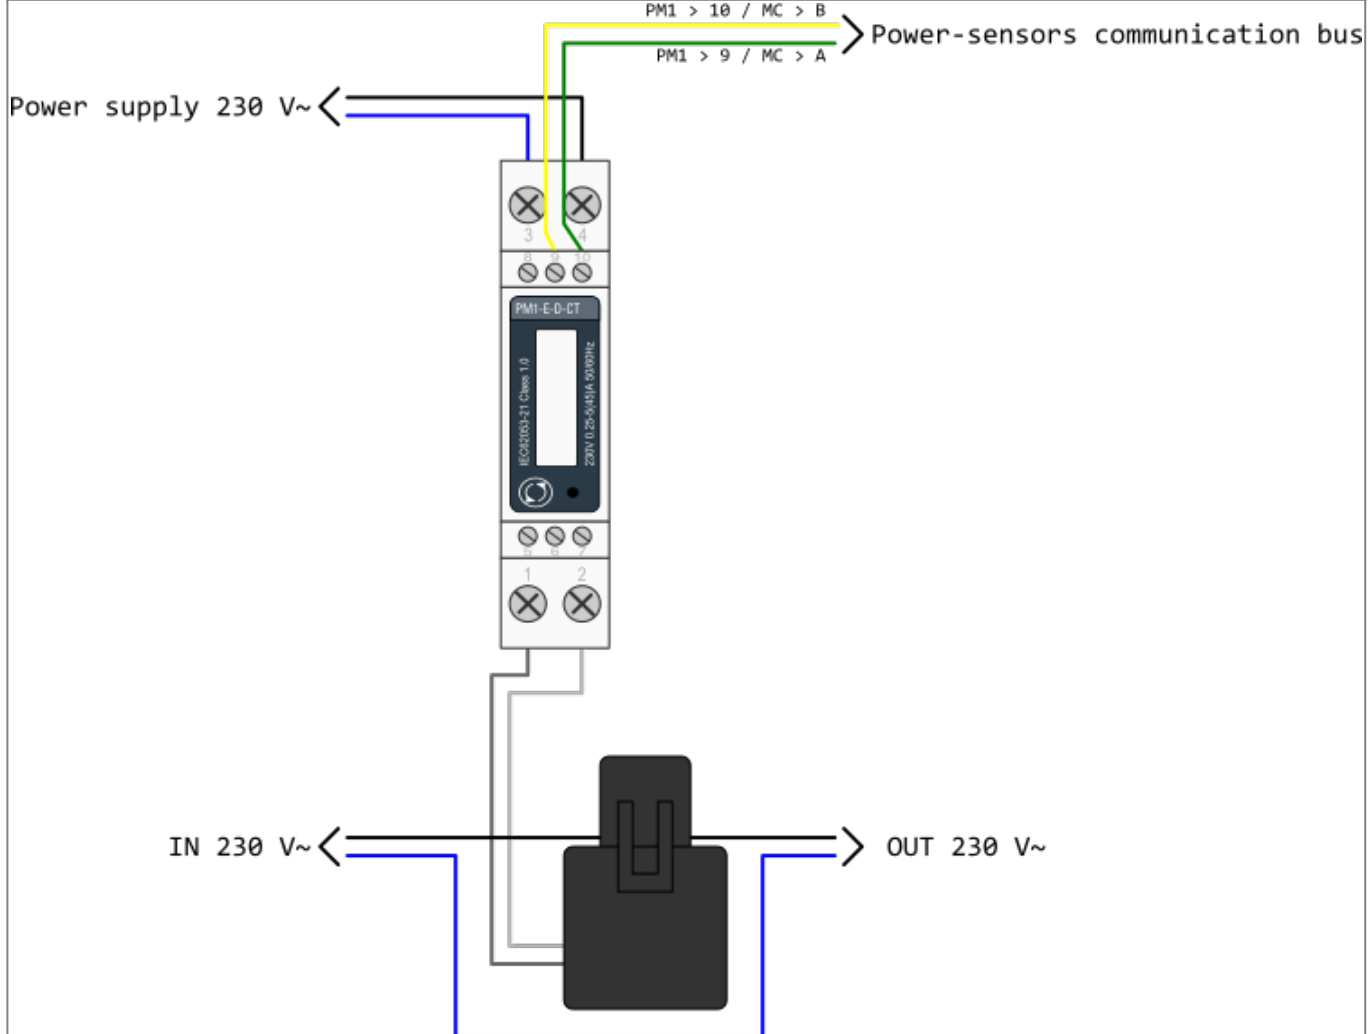 PM1 > 10 / MC > B
Power-sensors communication bus
PM1 > 9 / MC > A
Power supply 230 V~
3
4
8 9 10
PM1-E-D-CT
IEC62053-21 Class 1.0
230V 0.25-5(45)A 50/60Hz
5 6 7
1
2
IN 230 V~
OUT 230 V~